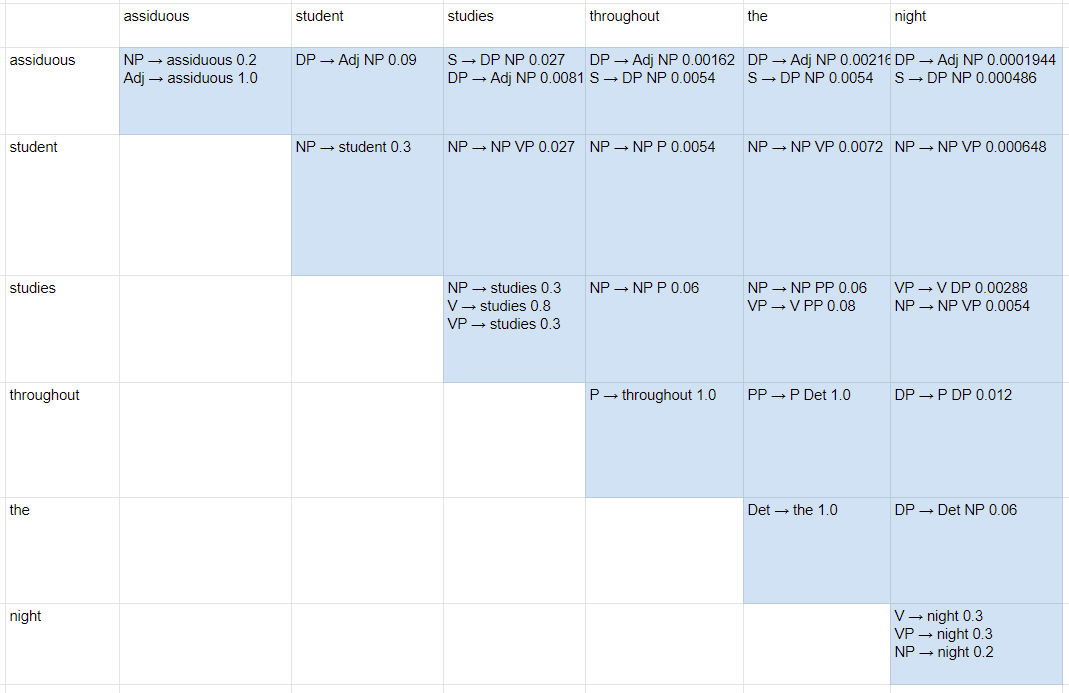 assiduous student studies throughout the night
assiduous NP → assiduous 0.2 DP → Adj NP 0.09 S → DP NP 0.027 DP → Adj NP 0.00162 DP → Adj NP 0.00216 DP → Adj NP 0.0001944
Adj → assiduous 1.0 DP → Adj NP 0.0081 S → DP NP 0.0054 S → DP NP 0.0054 S → DP NP 0.000486
student NP → student 0.3 NP → NP VP 0.027 NP → NP P 0.0054 NP → NP VP 0.0072 NP → NP VP 0.000648
studies NP → studies 0.3 NP → NP P 0.06 NP → NP PP 0.06 VP → V DP 0.00288
V → studies 0.8 VP → V PP 0.08 NP → NP VP 0.0054
VP → studies 0.3
throughout P → throughout 1.0 PP → P Det 1.0 DP → P DP 0.012
the Det → the 1.0 DP → Det NP 0.06
night V → night 0.3
VP → night 0.3
NP → night 0.2